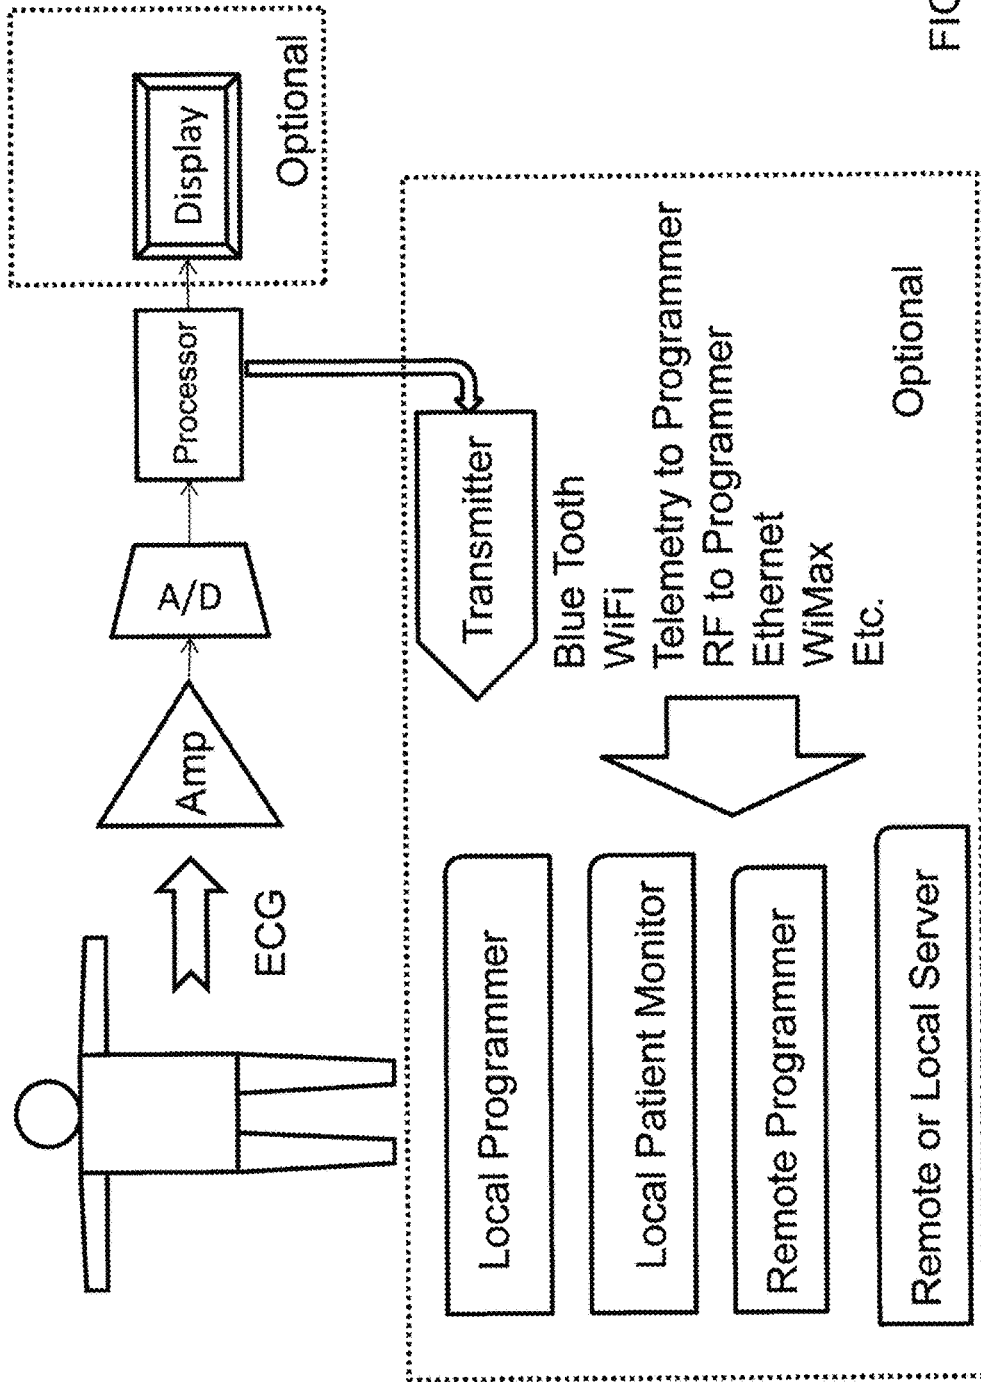 ECG
Amp
A/D
Processor
Display
Optional
Transmitter
Blue Tooth
WiFi
Telemetry to Programmer
RF to Programmer
Ethernet
WiMax
Etc.
Local Programmer
Local Patient Monitor
Remote Programmer
Remote or Local Server
Optional